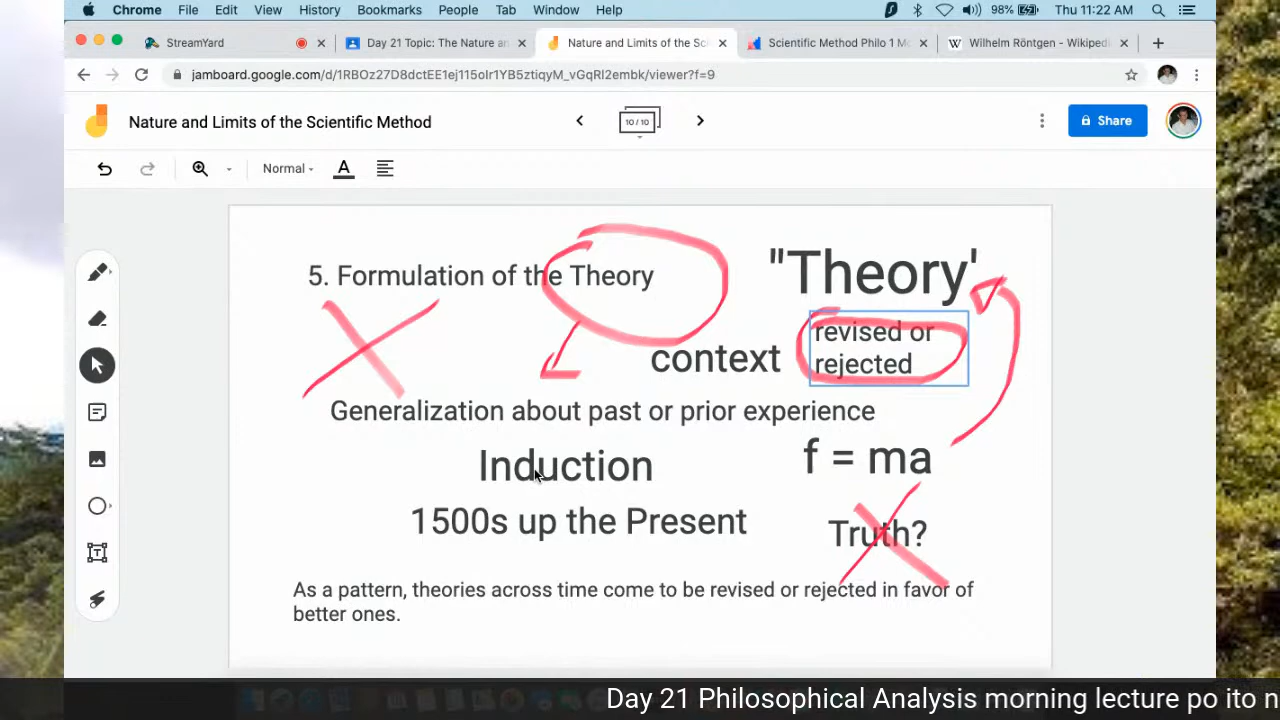 Chrome File Edit View History Bookmarks People Tab Window Help 98% Thu 11:22 AM
StreamYard Day 21 Topic: The Nature an Nature and Limits of the Sci Scientific Method Philo 1 M Wilhelm Röntgen - Wikiped
jamboard.google.com/d/1RBOz27D8dctEE1ej115oIr1YB5ztiqyM_vGqRI2embk/viewer?f=9
Nature and Limits of the Scientific Method 10 / 10 Share
Normal A
5. Formulation of the Theory
"Theory'
revised or
rejected
context
Generalization about past or prior experience
Induction
f = ma
1500s up the Present
Truth?
As a pattern, theories across time come to be revised or rejected in favor of
better ones.
Day 21 Philosophical Analysis morning lecture po ito n